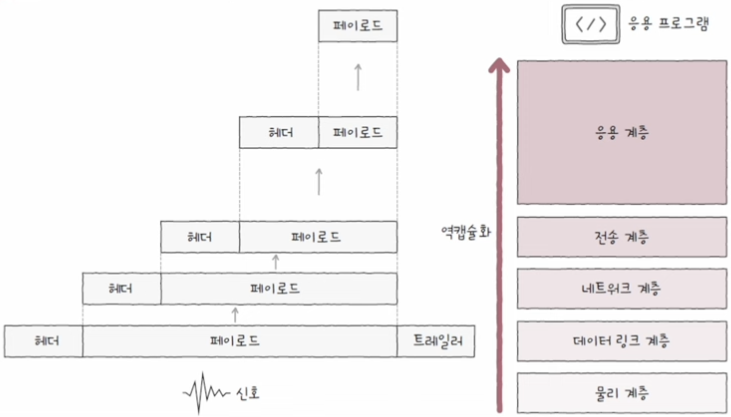 페이로드
응용 프로그램
헤더 페이로드
응용 계층
헤더 페이로드
전송 계층
역캡슐화
헤더 페이로드
네트워크 계층
헤더 페이로드 트레일러
데이터 링크 계층
신호
물리 계층